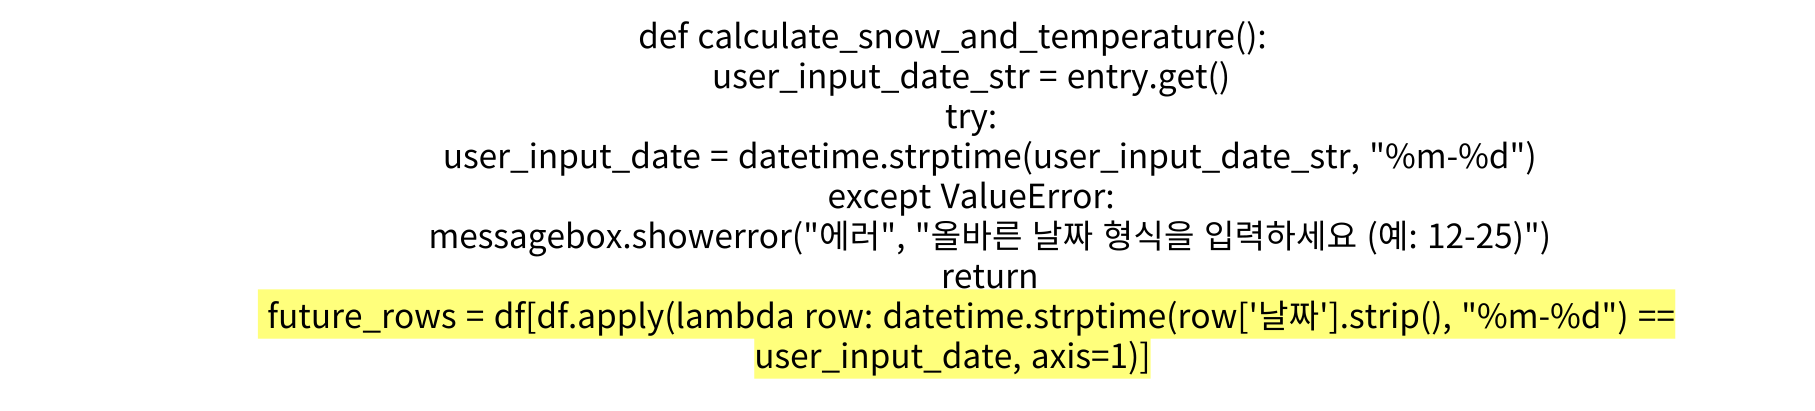 def calculate_snow_and_temperature():
user_input_date_str = entry.get()
try:
user_input_date = datetime.strptime(user_input_date_str, "%m-%d")
except ValueError:
messagebox.showerror("에러", "올바른 날짜 형식을 입력하세요 (예: 12-25)")
return
future_rows = df[df.apply(lambda row: datetime.strptime(row['날짜'].strip(), "%m-%d") ==
user_input_date, axis=1)]